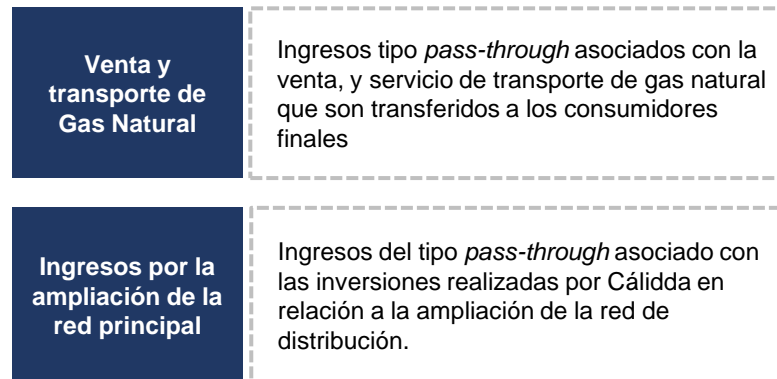 Venta y
transporte de
Gas Natural
Ingresos tipo pass-through asociados con la
venta, y servicio de transporte de gas natural
que son transferidos a los consumidores
finales
Ingresos por la
ampliación de la
red principal
Ingresos del tipo pass-through asociado con
las inversiones realizadas por Cálidda en
relación a la ampliación de la red de
distribución.